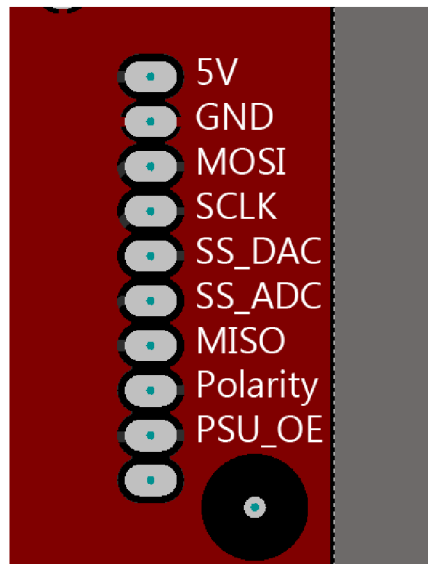 5V
GND
MOSI
SCLK
SS_DAC
SS_ADC
MISO
Polarity
PSU_OE